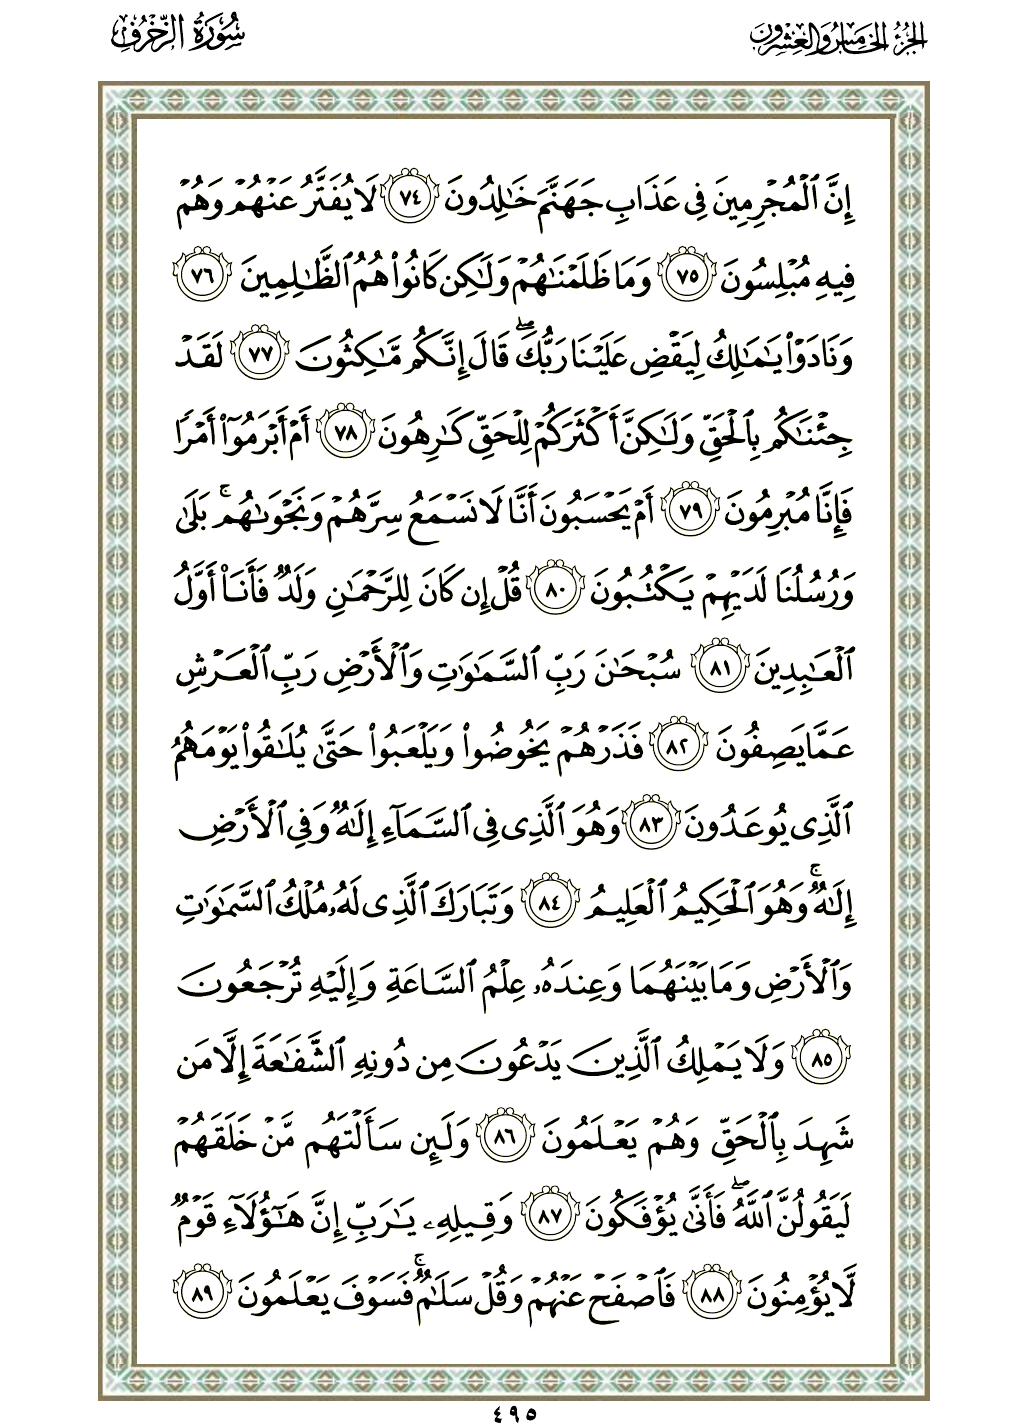 الجزء الخامس والعشرون
سورة الزخرف
إِنَّ ٱلْمُجْرِمِينَ فِى عَذَابِ جَهَنَّمَ خَٰلِدُونَ ٧٤ لَا يُفَتَّرُ عَنْهُمْ وَهُمْ
فِيهِ مُبْلِسُونَ ٧٥ وَمَا ظَلَمْنَٰهُمْ وَلَٰكِن كَانُوا۟ هُمُ ٱلظَّٰلِمِينَ ٧٦
وَنَادَوْا۟ يَٰمَٰلِكُ لِيَقْضِ عَلَيْنَا رَبُّكَ ۖ قَالَ إِنَّكُم مَّٰكِثُونَ ٧٧ لَقَدْ
جِئْنَٰكُم بِٱلْحَقِّ وَلَٰكِنَّ أَكْثَرَكُمْ لِلْحَقِّ كَٰرِهُونَ ٧٨ أَمْ أَبْرَمُوٓا۟ أَمْرًا
فَإِنَّا مُبْرِمُونَ ٧٩ أَمْ يَحْسَبُونَ أَنَّا لَا نَسْمَعُ سِرَّهُمْ وَنَجْوَىٰهُم ۚ بَلَىٰ
وَرُسُلُنَا لَدَيْهِمْ يَكْتُبُونَ ٨٠ قُلْ إِن كَانَ لِلرَّحْمَٰنِ وَلَدٌ فَأَنَا۠ أَوَّلُ
ٱلْعَٰبِدِينَ ٨١ سُبْحَٰنَ رَبِّ ٱلسَّمَٰوَٰتِ وَٱلْأَرْضِ رَبِّ ٱلْعَرْشِ
عَمَّا يَصِفُونَ ٨٢ فَذَرْهُمْ يَخُوضُوا۟ وَيَلْعَبُوا۟ حَتَّىٰ يُلَٰقُوا۟ يَوْمَهُمُ
ٱلَّذِى يُوعَدُونَ ٨٣ وَهُوَ ٱلَّذِى فِى ٱلسَّمَآءِ إِلَٰهٌ وَفِى ٱلْأَرْضِ
إِلَٰهٌ ۚ وَهُوَ ٱلْحَكِيمُ ٱلْعَلِيمُ ٨٤ وَتَبَارَكَ ٱلَّذِى لَهُۥ مُلْكُ ٱلسَّمَٰوَٰتِ
وَٱلْأَرْضِ وَمَا بَيْنَهُمَا وَعِندَهُۥ عِلْمُ ٱلسَّاعَةِ وَإِلَيْهِ تُرْجَعُونَ
٨٥ وَلَا يَمْلِكُ ٱلَّذِينَ يَدْعُونَ مِن دُونِهِ ٱلشَّفَٰعَةَ إِلَّا مَن
شَهِدَ بِٱلْحَقِّ وَهُمْ يَعْلَمُونَ ٨٦ وَلَئِن سَأَلْتَهُم مَّنْ خَلَقَهُمْ
لَيَقُولُنَّ ٱللَّهُ ۖ فَأَنَّىٰ يُؤْفَكُونَ ٨٧ وَقِيلِهِۦ يَٰرَبِّ إِنَّ هَٰٓؤُلَآءِ قَوْمٌ
لَّا يُؤْمِنُونَ ٨٨ فَٱصْفَحْ عَنْهُمْ وَقُلْ سَلَٰمٌ ۚ فَسَوْفَ يَعْلَمُونَ ٨٩
٤٩٥